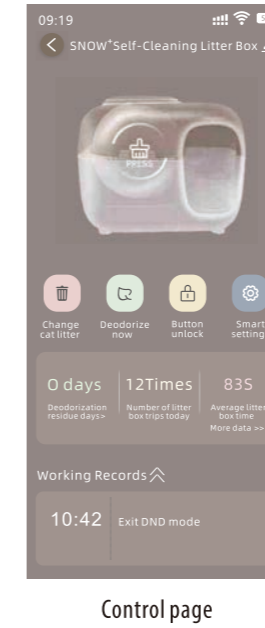 09:19
SNOW⁺Self-Cleaning Litter Box
PRESS
Change
cat litter
Deodorize
now
Button
unlock
Smart
setting
0 days
Deodorization
residue days>
12Times
Number of litter
box trips today
83S
Average litter
box time
More data >>
Working Records
10:42
Exit DND mode
Control page